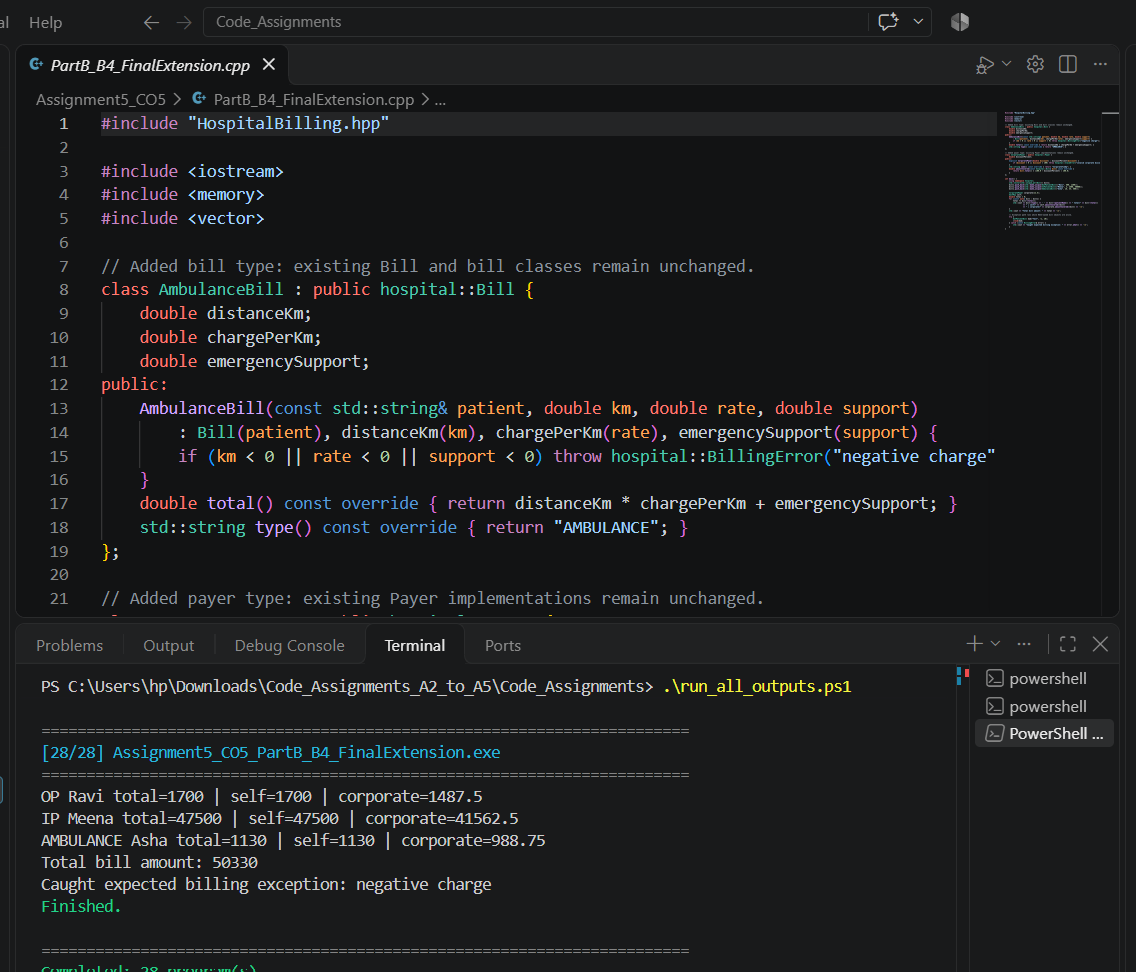 al Help Code_Assignments
PartB_B4_FinalExtension.cpp
Assignment5_CO5 > PartB_B4_FinalExtension.cpp > ...
1 #include "HospitalBilling.hpp"
2
3 #include <iostream>
4 #include <memory>
5 #include <vector>
6
7 // Added bill type: existing Bill and bill classes remain unchanged.
8 class AmbulanceBill : public hospital::Bill {
9 double distanceKm;
10 double chargePerKm;
11 double emergencySupport;
12 public:
13 AmbulanceBill(const std::string& patient, double km, double rate, double support)
14 : Bill(patient), distanceKm(km), chargePerKm(rate), emergencySupport(support) {
15 if (km < 0 || rate < 0 || support < 0) throw hospital::BillingError("negative charge"
16 }
17 double total() const override { return distanceKm * chargePerKm + emergencySupport; }
18 std::string type() const override { return "AMBULANCE"; }
19 };
20
21 // Added payer type: existing Payer implementations remain unchanged.
Problems Output Debug Console Terminal Ports
PS C:\Users\hp\Downloads\Code_Assignments_A2_to_A5\Code_Assignments> .\run_all_outputs.ps1
powershell
powershell
PowerShell ...
========================================================================
[28/28] Assignment5_CO5_PartB_B4_FinalExtension.exe
========================================================================
OP Ravi total=1700 | self=1700 | corporate=1487.5
IP Meena total=47500 | self=47500 | corporate=41562.5
AMBULANCE Asha total=1130 | self=1130 | corporate=988.75
Total bill amount: 50330
Caught expected billing exception: negative charge
Finished.
========================================================================
Completed: 28 program(s)